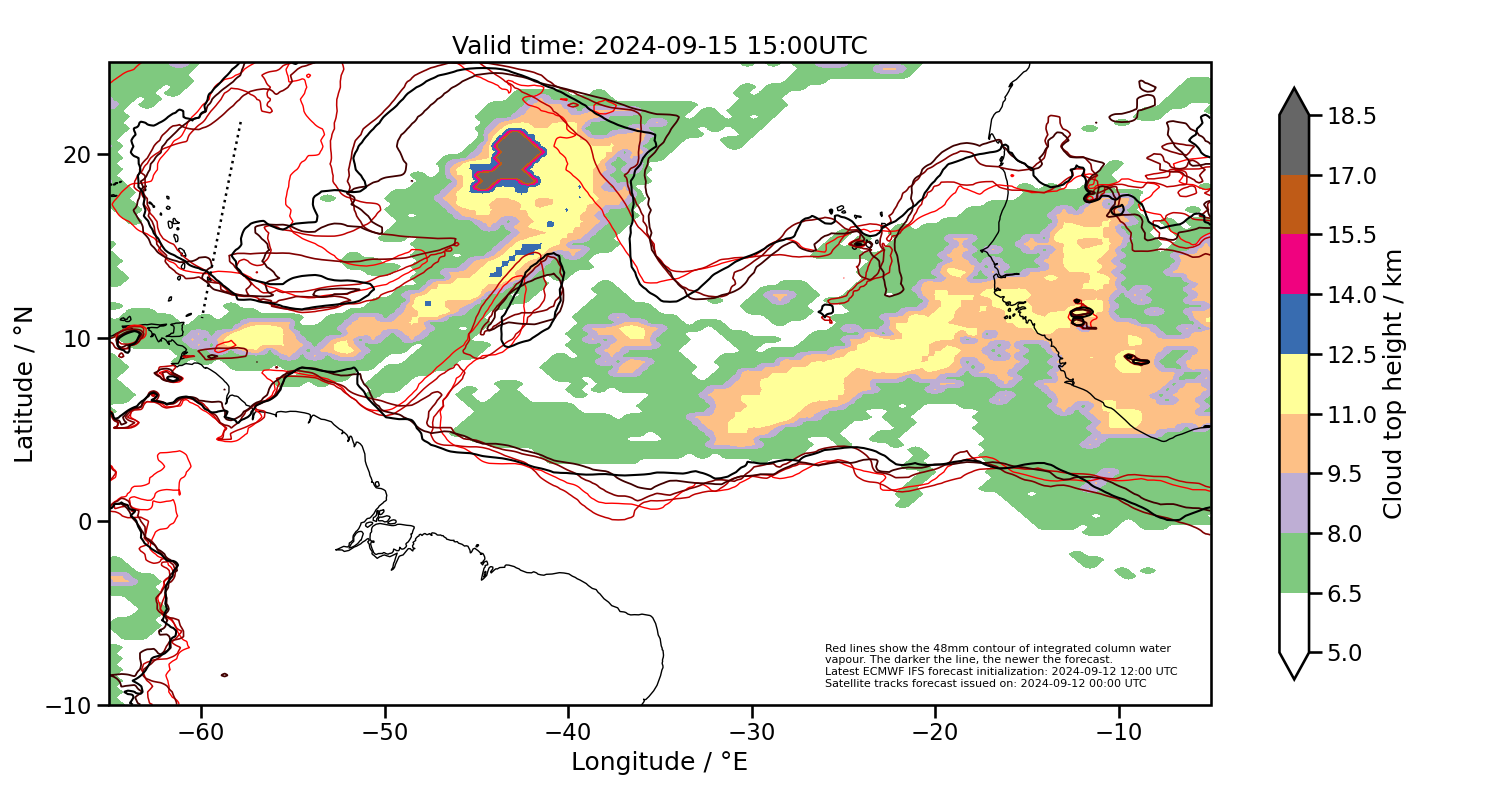 Valid time: 2024-09-15 15:00UTC
20
10
0
−10
Latitude / °N
−60
−50
−40
−30
−20
−10
Longitude / °E
Red lines show the 48mm contour of integrated column water
vapour. The darker the line, the newer the forecast.
Latest ECMWF IFS forecast initialization: 2024-09-12 12:00 UTC
Satellite tracks forecast issued on: 2024-09-12 00:00 UTC
18.5
17.0
15.5
14.0
12.5
11.0
9.5
8.0
6.5
5.0
Cloud top height / km